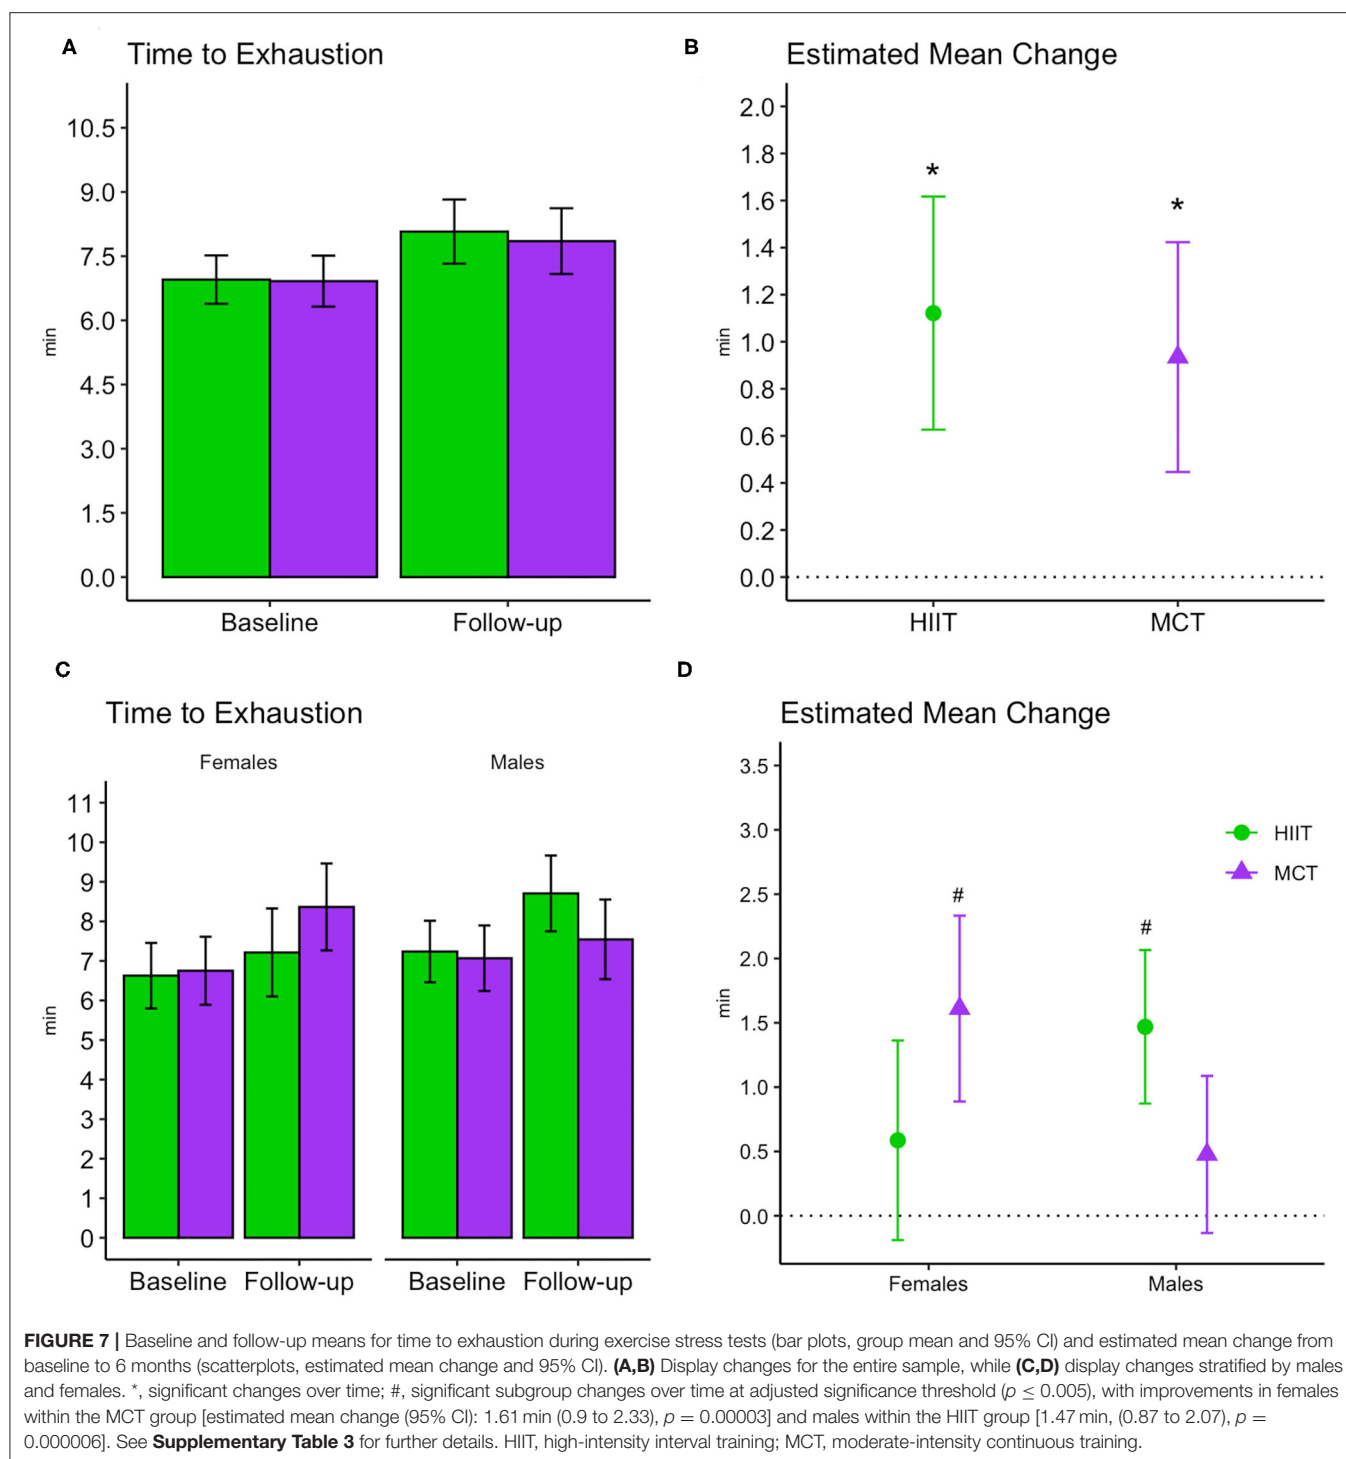 A
Time to Exhaustion
10.5
9.0
7.5
6.0
4.5
3.0
1.5
0.0
min
Baseline
Follow-up
B
Estimated Mean Change
2.0
1.8
1.6
1.4
1.2
1.0
0.8
0.6
0.4
0.2
0.0
min
*
*
HIIT
MCT
C
Time to Exhaustion
Females
Males
11
10
9
8
7
6
5
4
3
2
1
0
min
Baseline
Follow-up
Baseline
Follow-up
D
Estimated Mean Change
3.5
3.0
2.5
2.0
1.5
1.0
0.5
0.0
min
#
#
HIIT
MCT
Females
Males
FIGURE 7 | Baseline and follow-up means for time to exhaustion during exercise stress tests (bar plots, group mean and 95% CI) and estimated mean change from
baseline to 6 months (scatterplots, estimated mean change and 95% CI). (A,B) Display changes for the entire sample, while (C,D) display changes stratified by males
and females. *, significant changes over time; #, significant subgroup changes over time at adjusted significance threshold (p ≤ 0.005), with improvements in females
within the MCT group [estimated mean change (95% CI): 1.61 min (0.9 to 2.33), p = 0.00003] and males within the HIIT group [1.47 min, (0.87 to 2.07), p =
0.000006]. See Supplementary Table 3 for further details. HIIT, high-intensity interval training; MCT, moderate-intensity continuous training.